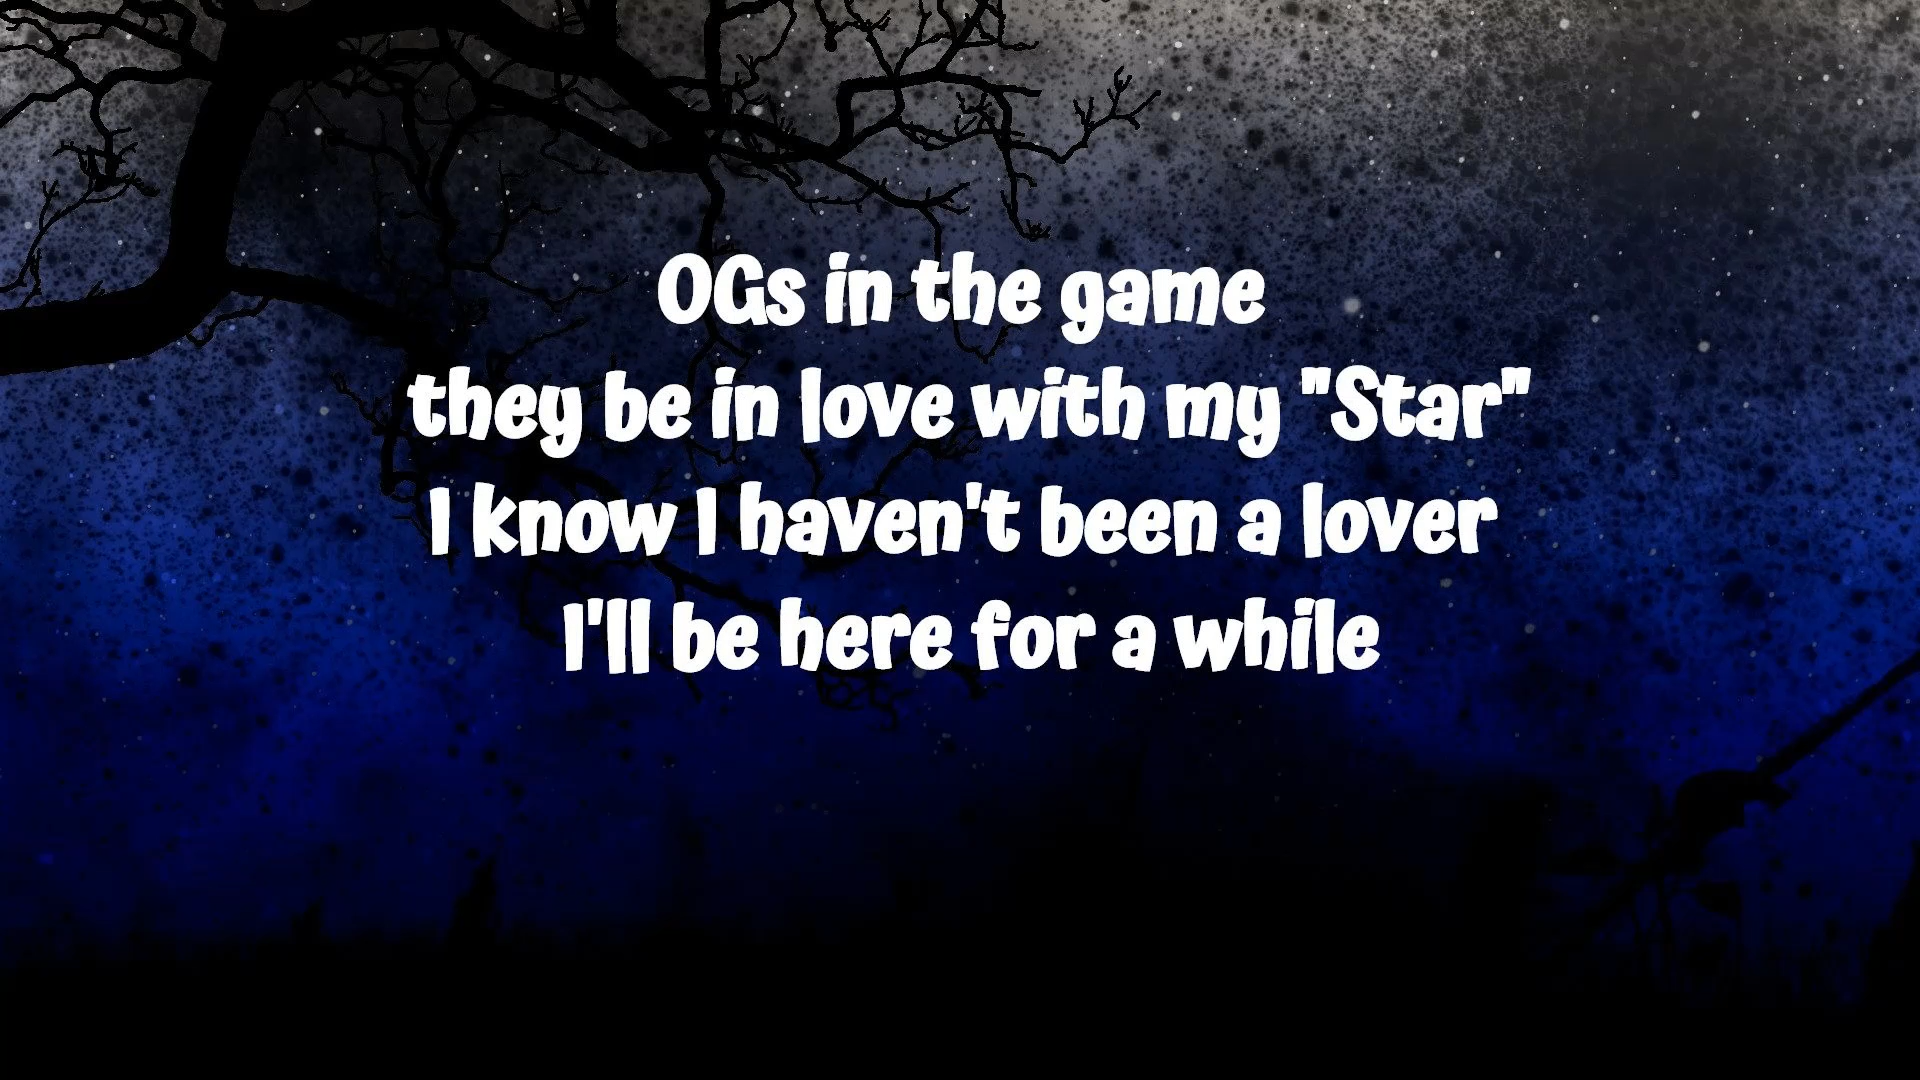 OGs in the game
they be in love with my "Star"
I know I haven't been a lover
I'll be here for a while